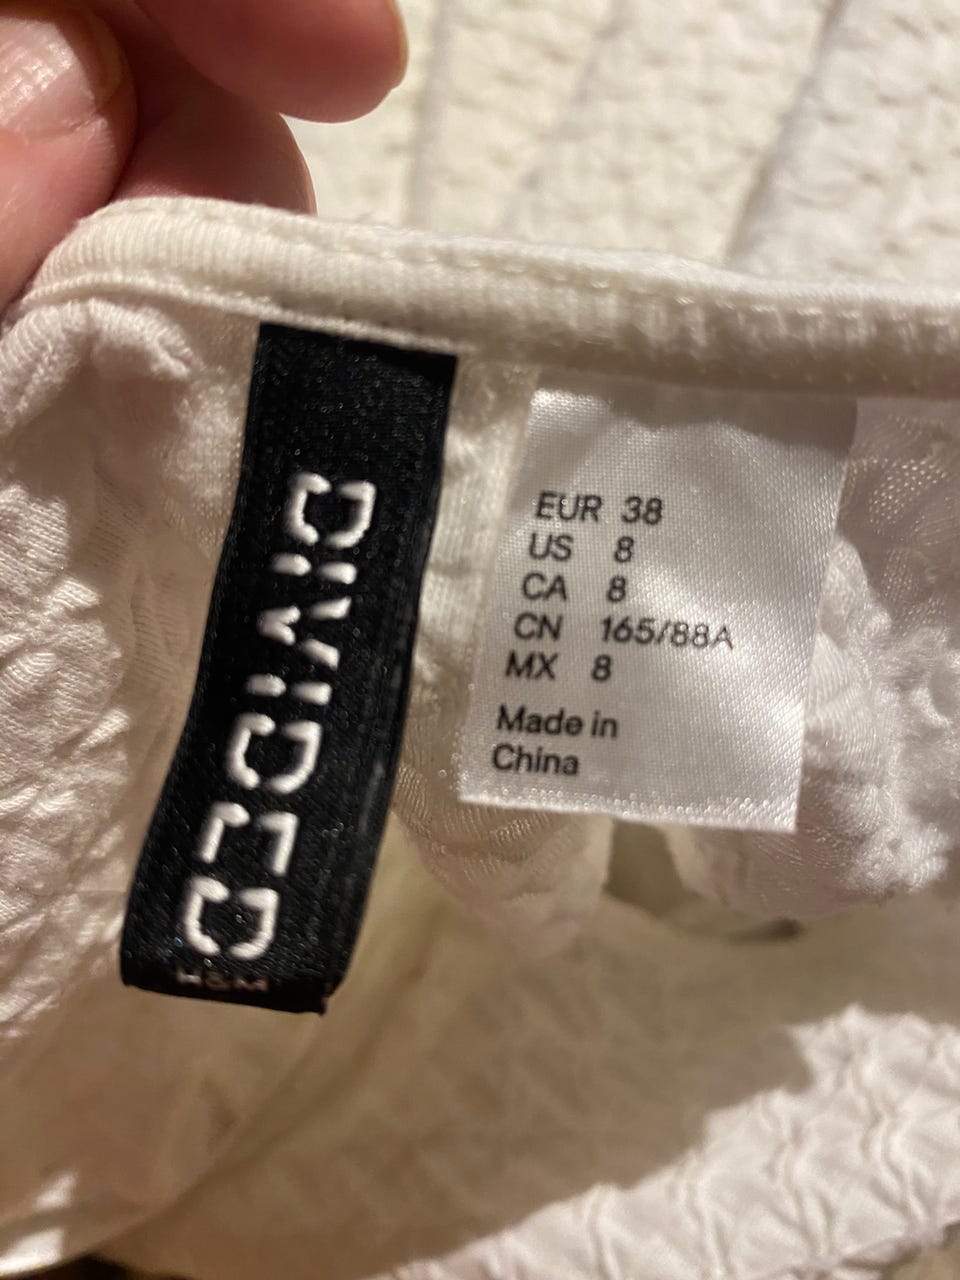 DIVIDED
H&M
EUR 38
US 8
CA 8
CN 165/88A
MX 8
Made in
China